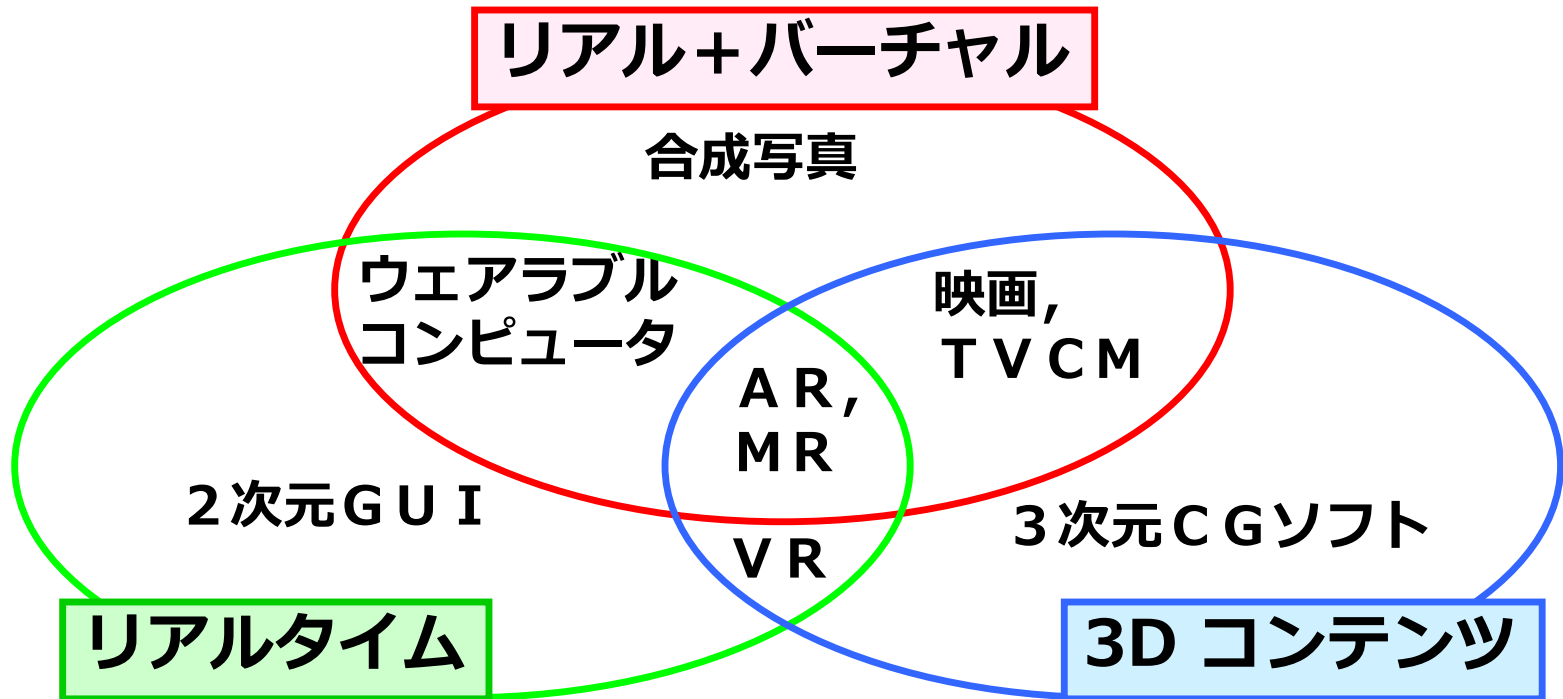 リアル＋バーチャル
合成写真
ウェアラブル
コンピュータ
映画，
ＴＶＣＭ
ＡＲ，
ＭＲ
２次元ＧＵＩ
３次元ＣＧソフト
ＶＲ
リアルタイム
3D コンテンツ